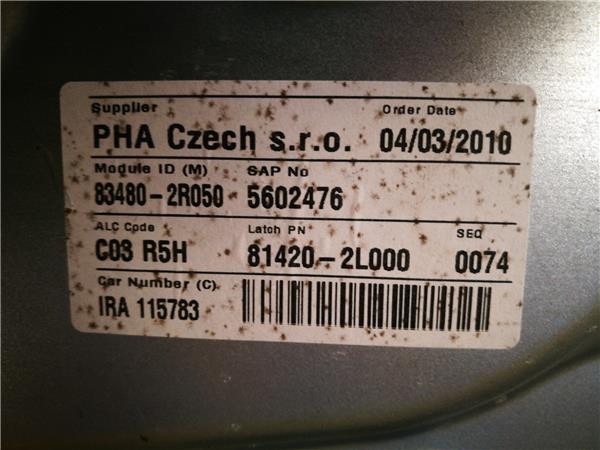 Supplier Order Date
PHA Czech s.r.o. 04/03/2010
Module ID (M) SAP No
83480-2R050 5602476
ALC Code Latch PN SEQ
C03 R5H 81420-2L000 0074
Car Number (C)
IRA 115783